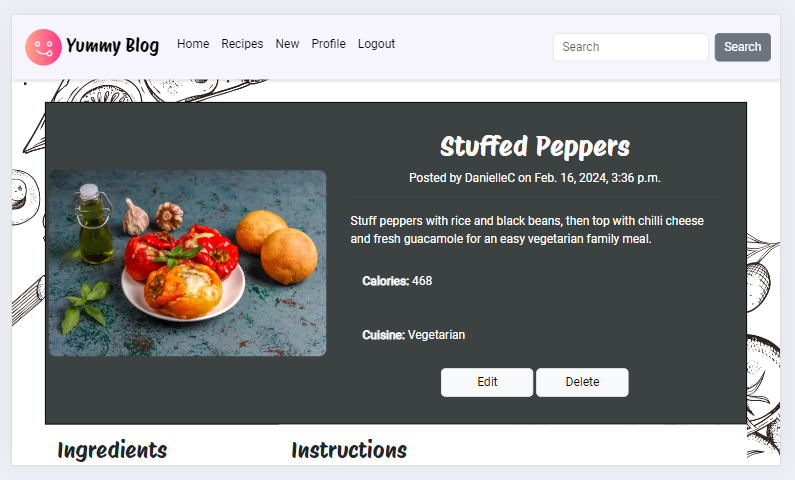 Yummy Blog Home Recipes New Profile Logout Search Search
Stuffed Peppers
Posted by DanielleC on Feb. 16, 2024, 3:36 p.m.
Stuff peppers with rice and black beans, then top with chilli cheese
and fresh guacamole for an easy vegetarian family meal.
Calories: 468
Cuisine: Vegetarian
Edit Delete
Ingredients Instructions